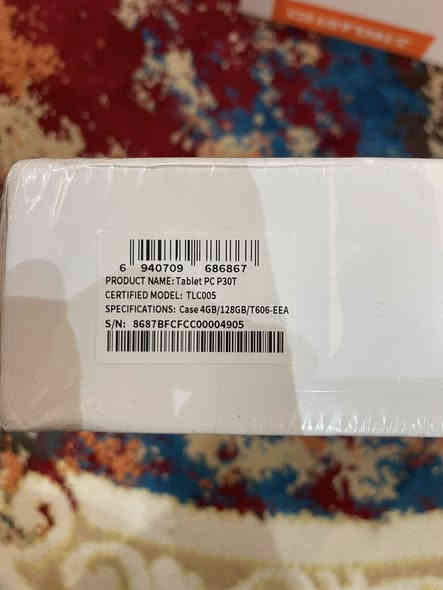 6 940709 686867
PRODUCT NAME: Tablet PC P30T
CERTIFIED MODEL: TLC005
SPECIFICATIONS: Case 4GB/128GB/T606-EEA
S/N: 8687BFCFCC00004905